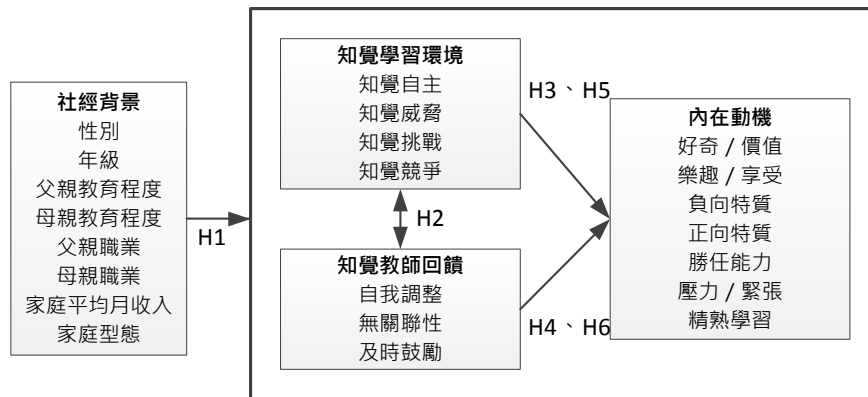 社經背景
性別
年級
父親教育程度
母親教育程度
父親職業
母親職業
家庭平均月收入
家庭型態
H1
知覺學習環境
知覺自主
知覺威脅
知覺挑戰
知覺競爭
H2
知覺教師回饋
自我調整
無關聯性
及時鼓勵
H3、H5
H4、H6
內在動機
好奇 / 價值
樂趣 / 享受
負向特質
正向特質
勝任能力
壓力 / 緊張
精熟學習